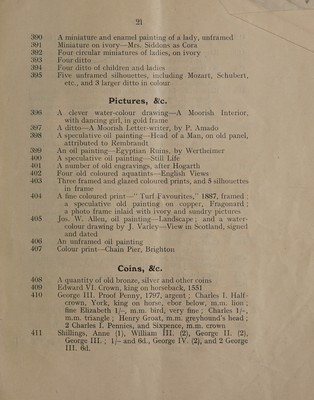 21
390 A miniature and enamel painting of a lady, unframed
391 Miniature on ivory—Mrs. Siddons as Cora
392 Four circular miniatures of ladies, on ivory
393 Four ditto
394 Four ditto of children and ladies
395 Five unframed silhouettes, including Mozart, Schubert,
etc., and 3 larger ditto in colour
Pictures, &c.
396 A clever water-colour drawing—A Moorish Interior,
with dancing girl, in gold frame
397 A ditto—A Moorish Letter-writer, by P. Amado
398 A speculative oil painting—Head of a Man, on old panel,
attributed to Rembrandt
399 An oil painting—Egyptian Ruins, by Wertheimer
400 A speculative oil painting—Still Life
401 A number of old engravings, after Hogarth
402 Four old coloured aquatints—English Views
403 Three framed and glazed coloured prints, and 5 silhouettes
in frame
404 A fine coloured print—" Turf Favourites," 1887, framed ;
a speculative old painting on copper, Fragonard ;
a photo frame inlaid with ivory and sundry pictures
405 Jos. W. Allen, oil painting—Landscape ; and a water-
colour drawing by J. Varley—View in Scotland, signed
and dated
406 An unframed oil painting
407 Colour print—Chain Pier, Brighton
Coins, &c.
408 A quantity of old bronze, silver and other coins
409 Edward VI. Crown, king on horseback, 1551
410 George III. Proof Penny, 1797, argent ; Charles I. Half-
crown, York, king on horse, ebor below, m.m. lion ;
fine Elizabeth 1/-, m.m. bird, very fine ; Charles 1/-,
m.m. triangle ; Henry Groat, m.m. greyhound's head ;
2 Charles I. Pennies, and Sixpence, m.m. crown
411 Shillings, Anne (1), William III. (2), George II. (2),
George III. ; 1/- and 6d., George IV. (2), and 2 George
III. 6d.